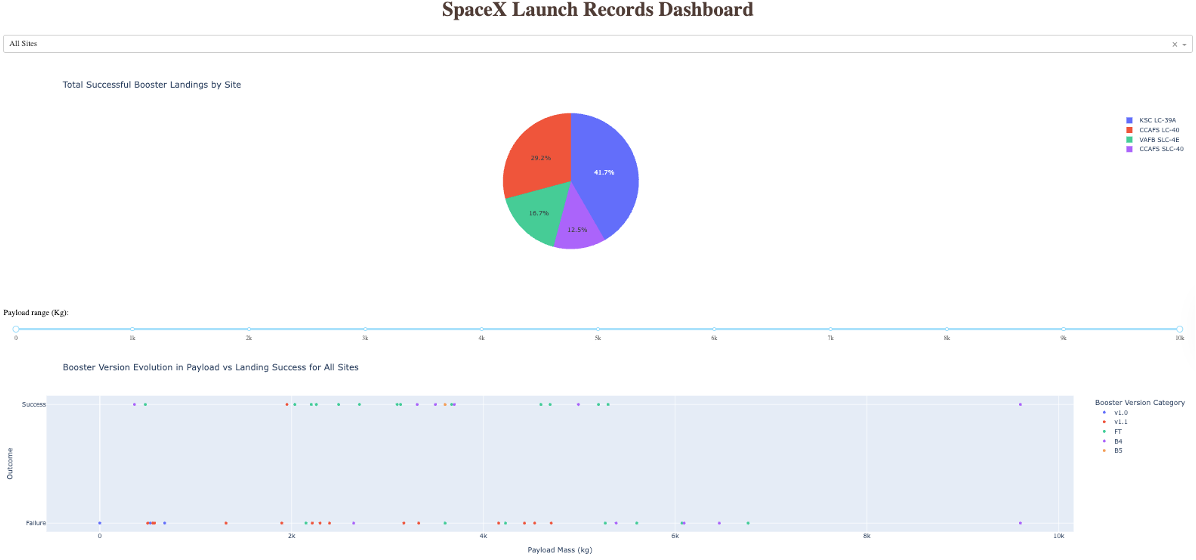 SpaceX Launch Records Dashboard
All Sites
Total Successful Booster Landings by Site
KSC LC-39A
CCAFS LC-40
VAFB SLC-4E
CCAFS SLC-40
29.2%
41.7%
16.7%
12.5%
Payload range (Kg):
0 1k 2k 3k 4k 5k 6k 7k 8k 9k 10k
Booster Version Evolution in Payload vs Landing Success for All Sites
Success
Failure
Outcome
Booster Version Category
v1.0
v1.1
FT
B4
B5
0 2k 4k 6k 8k 10k
Payload Mass (kg)